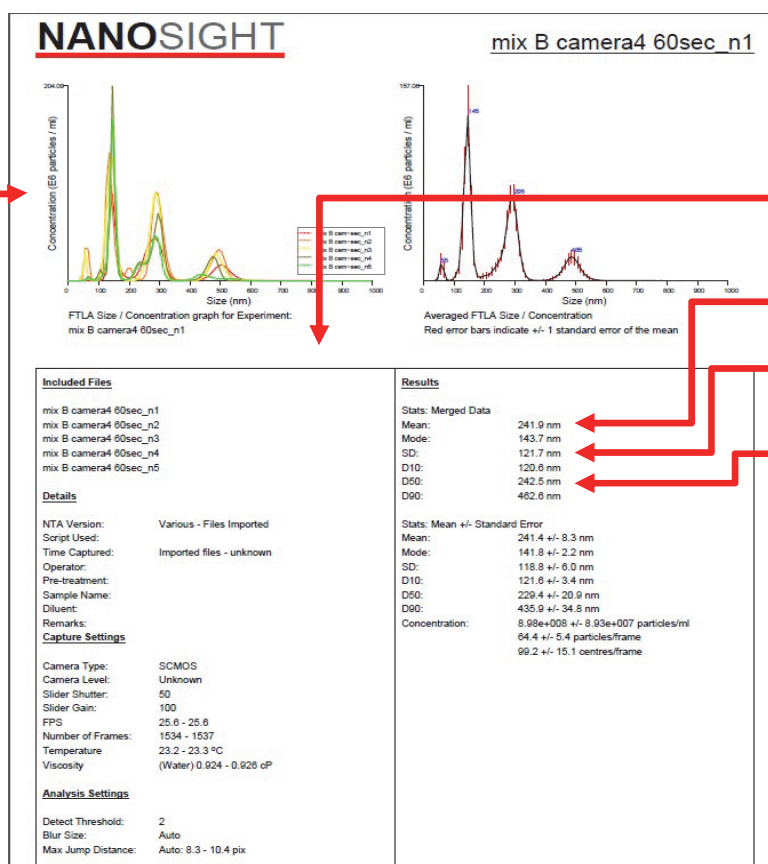 NANOSIGHT
mix B camera4 60sec_n1
204.09
Concentration (E6 particles / ml)
mix B cam-sec_n1
mix B cam-sec_n2
mix B cam-sec_n3
mix B cam-sec_n4
mix B cam-sec_n5
0 100 200 300 400 500 600 700 800 900 1000
Size (nm)
FTLA Size / Concentration graph for Experiment:
mix B camera4 60sec_n1
Concentration (E6 particles / ml)
145
485
0 100 200 300 400 500 600 700 800 900 1000
Size (nm)
Averaged FTLA Size / Concentration
Red error bars indicate +/- 1 standard error of the mean
Included Files
mix B camera4 60sec_n1
mix B camera4 60sec_n2
mix B camera4 60sec_n3
mix B camera4 60sec_n4
mix B camera4 60sec_n5
Details
NTA Version: Various - Files Imported
Script Used:
Time Captured: Imported files - unknown
Operator:
Pre-treatment:
Sample Name:
Diluent:
Remarks:
Capture Settings
Camera Type: SCMOS
Camera Level: Unknown
Slider Shutter: 50
Slider Gain: 100
FPS 25.6 - 25.6
Number of Frames: 1534 - 1537
Temperature 23.2 - 23.3 ºC
Viscosity (Water) 0.924 - 0.926 cP
Analysis Settings
Detect Threshold: 2
Blur Size: Auto
Max Jump Distance: Auto: 8.3 - 10.4 pix
Results
Stats: Merged Data
Mean: 241.9 nm
Mode: 143.7 nm
SD: 121.7 nm
D10: 120.6 nm
D50: 242.5 nm
D90: 462.6 nm
Stats: Mean +/- Standard Error
Mean: 241.4 +/- 8.3 nm
Mode: 141.8 +/- 2.2 nm
SD: 118.8 +/- 6.0 nm
D10: 121.6 +/- 3.4 nm
D50: 229.4 +/- 20.9 nm
D90: 435.9 +/- 34.8 nm
Concentration: 8.98e+008 +/- 8.93e+007 particles/ml
64.4 +/- 5.4 particles/frame
99.2 +/- 15.1 centres/frame